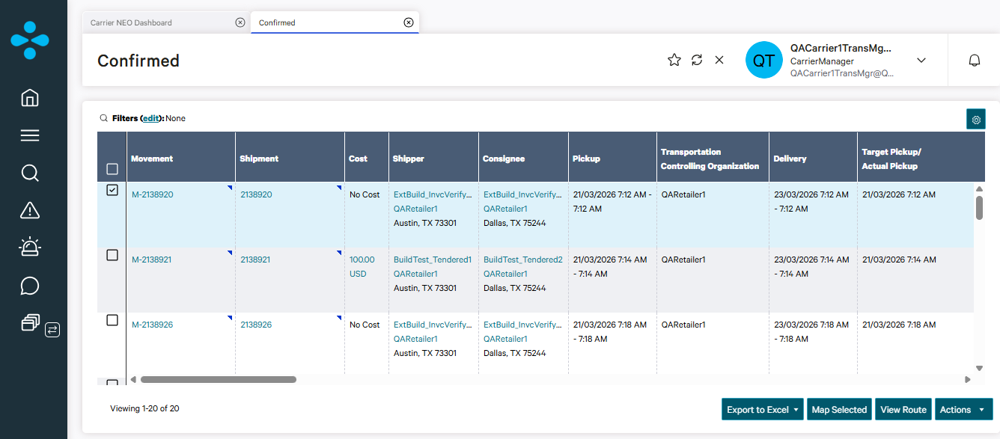 Carrier NEO Dashboard
Confirmed
Confirmed
QT
QACarrier1TransMg...
CarrierManager
QACarrier1TransMgr@Q...
Filters (edit): None
Movement
Shipment
Cost
Shipper
Consignee
Pickup
Transportation
Controlling Organization
Delivery
Target Pickup/
Actual Pickup
M-2138920
2138920
No Cost
ExtBuild_InvcVerify...
QARetailer1
Austin, TX 73301
ExtBuild_InvcVerify...
QARetailer1
Dallas, TX 75244
21/03/2026 7:12 AM -
7:12 AM
QARetailer1
23/03/2026 7:12 AM
- 7:12 AM
21/03/2026 7:12 AM
M-2138921
2138921
100.00
USD
BuildTest_Tendered1
QARetailer1
Austin, TX 73301
BuildTest_Tendered2
QARetailer1
Dallas, TX 75244
21/03/2026 7:14 AM
- 7:14 AM
QARetailer1
23/03/2026 7:14 AM
- 7:14 AM
21/03/2026 7:14 AM
M-2138926
2138926
No Cost
ExtBuild_InvcVerify...
QARetailer1
Austin, TX 73301
ExtBuild_InvcVerify...
QARetailer1
Dallas, TX 75244
21/03/2026 7:18 AM
- 7:18 AM
QARetailer1
23/03/2026 7:18 AM
- 7:18 AM
21/03/2026 7:18 AM
Viewing 1-20 of 20
Export to Excel
Map Selected
View Route
Actions